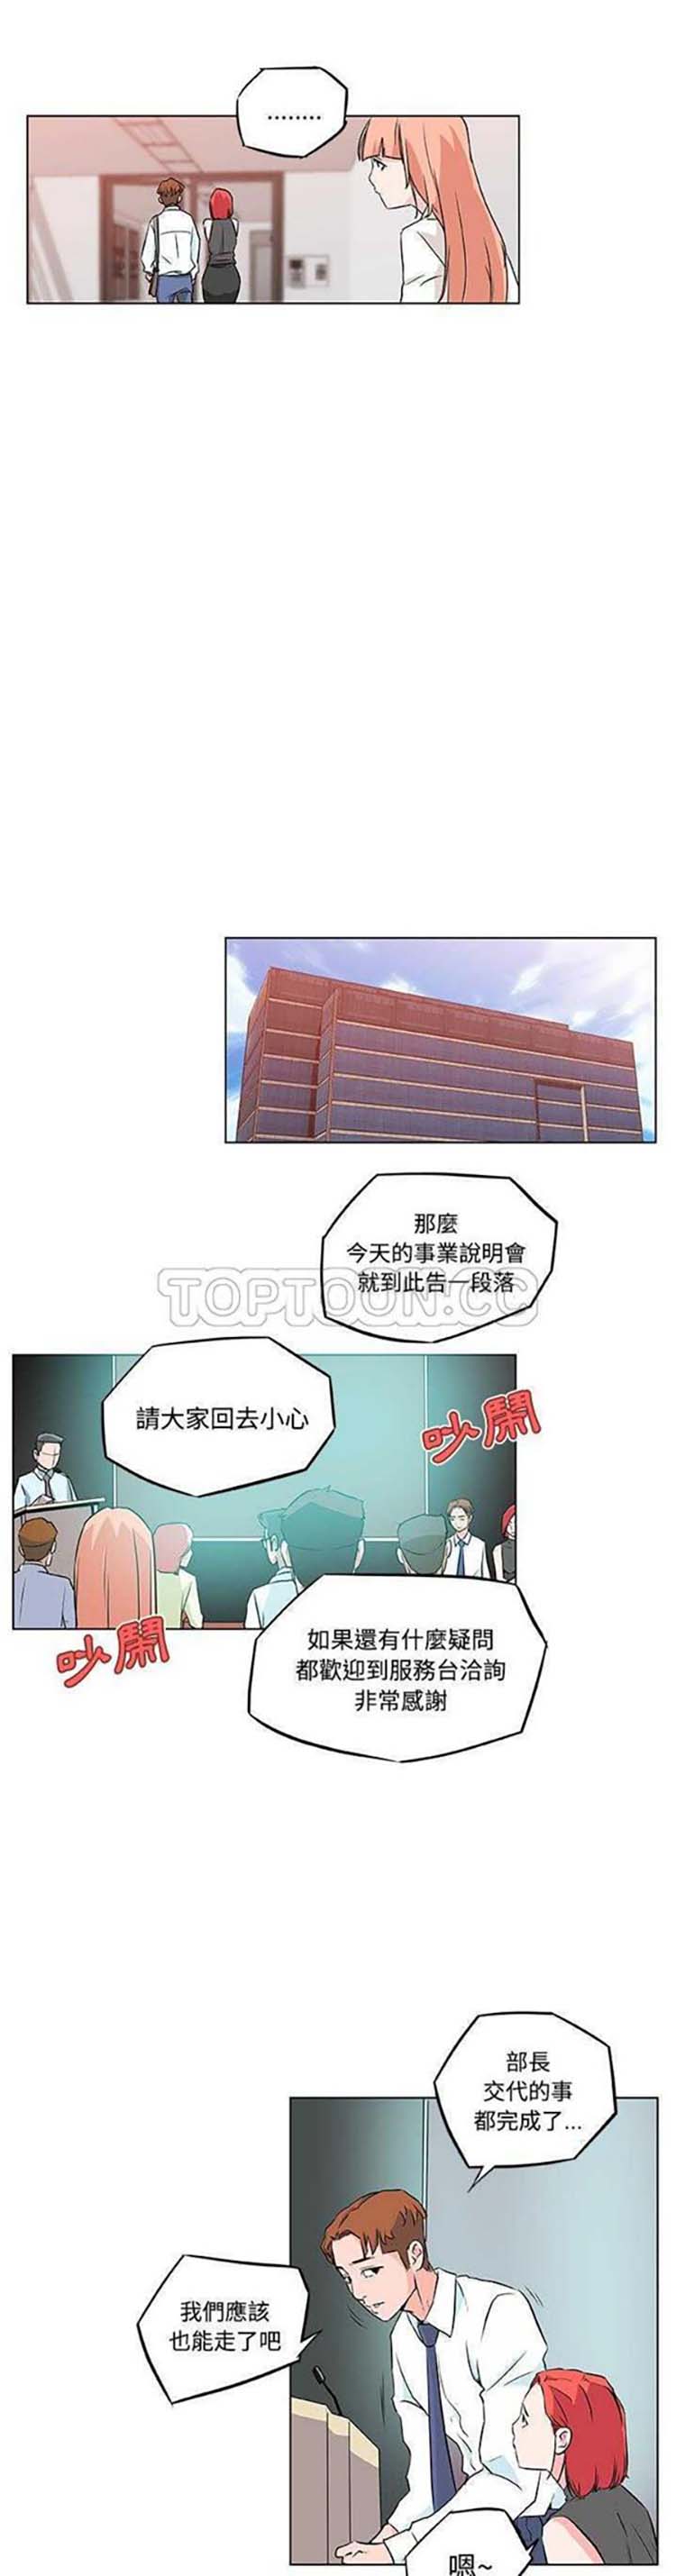 ........
那麼
今天的事業說明會
就到此告一段落
TOPTOON.CC
請大家回去小心
吵鬧
吵鬧
如果還有什麼疑問
都歡迎到服務台洽詢
非常感謝
部長
交代的事
都完成了...
我們應該
也能走了吧
嗯~